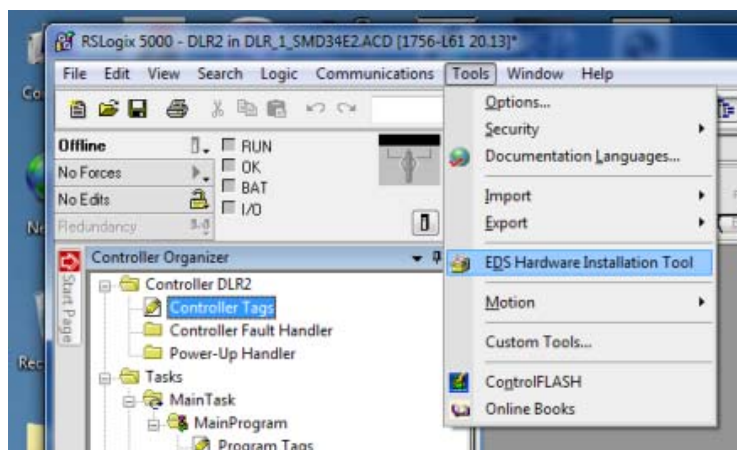 RSLogix 5000 - DLR2 in DLR_1_SMD34E2.ACD [1756-L61 20.13]*
File Edit View Search Logic Communications Tools Window Help
Offline
RUN
No Forces
OK
No Edits
BAT
Redundancy
I/O
Controller Organizer
Start Page
Controller DLR2
Controller Tags
Controller Fault Handler
Power-Up Handler
Tasks
MainTask
MainProgram
Program Tags
Options...
Security
Documentation Languages...
Import
Export
EDS Hardware Installation Tool
Motion
Custom Tools...
ControlFLASH
Online Books